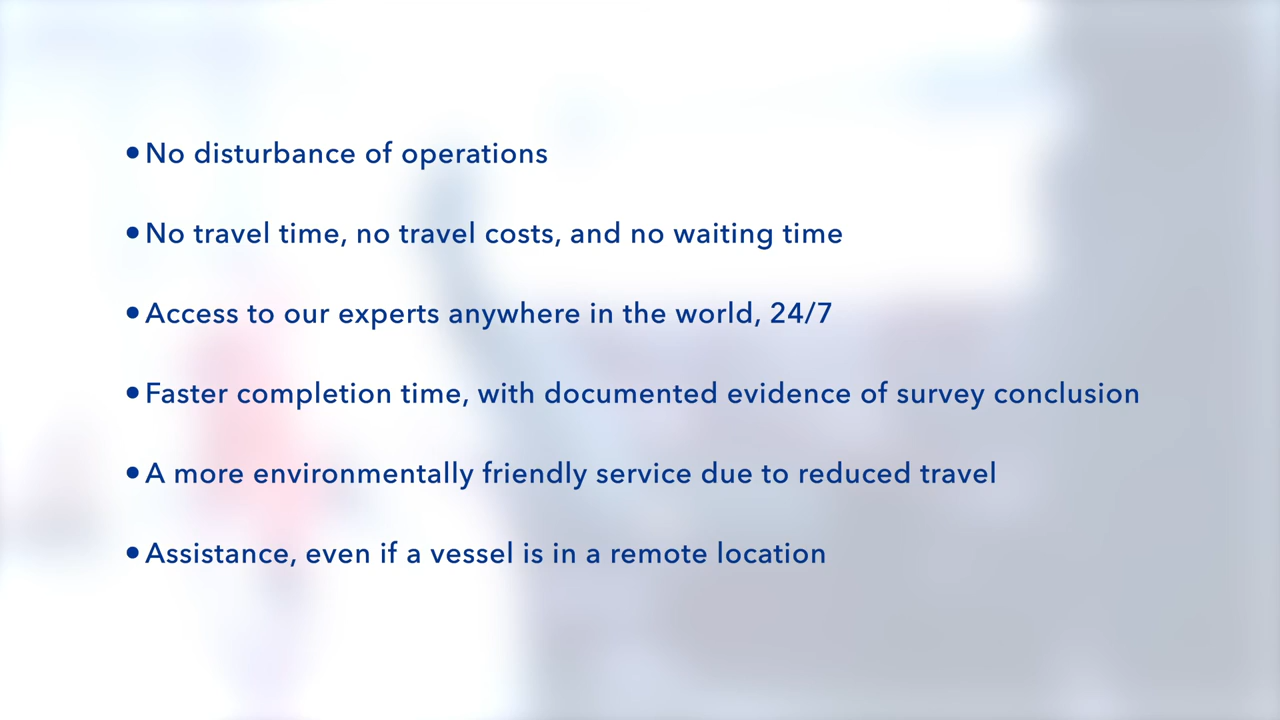 •No disturbance of operations
•No travel time, no travel costs, and no waiting time
•Access to our experts anywhere in the world, 24/7
•Faster completion time, with documented evidence of survey conclusion
•A more environmentally friendly service due to reduced travel
•Assistance, even if a vessel is in a remote location